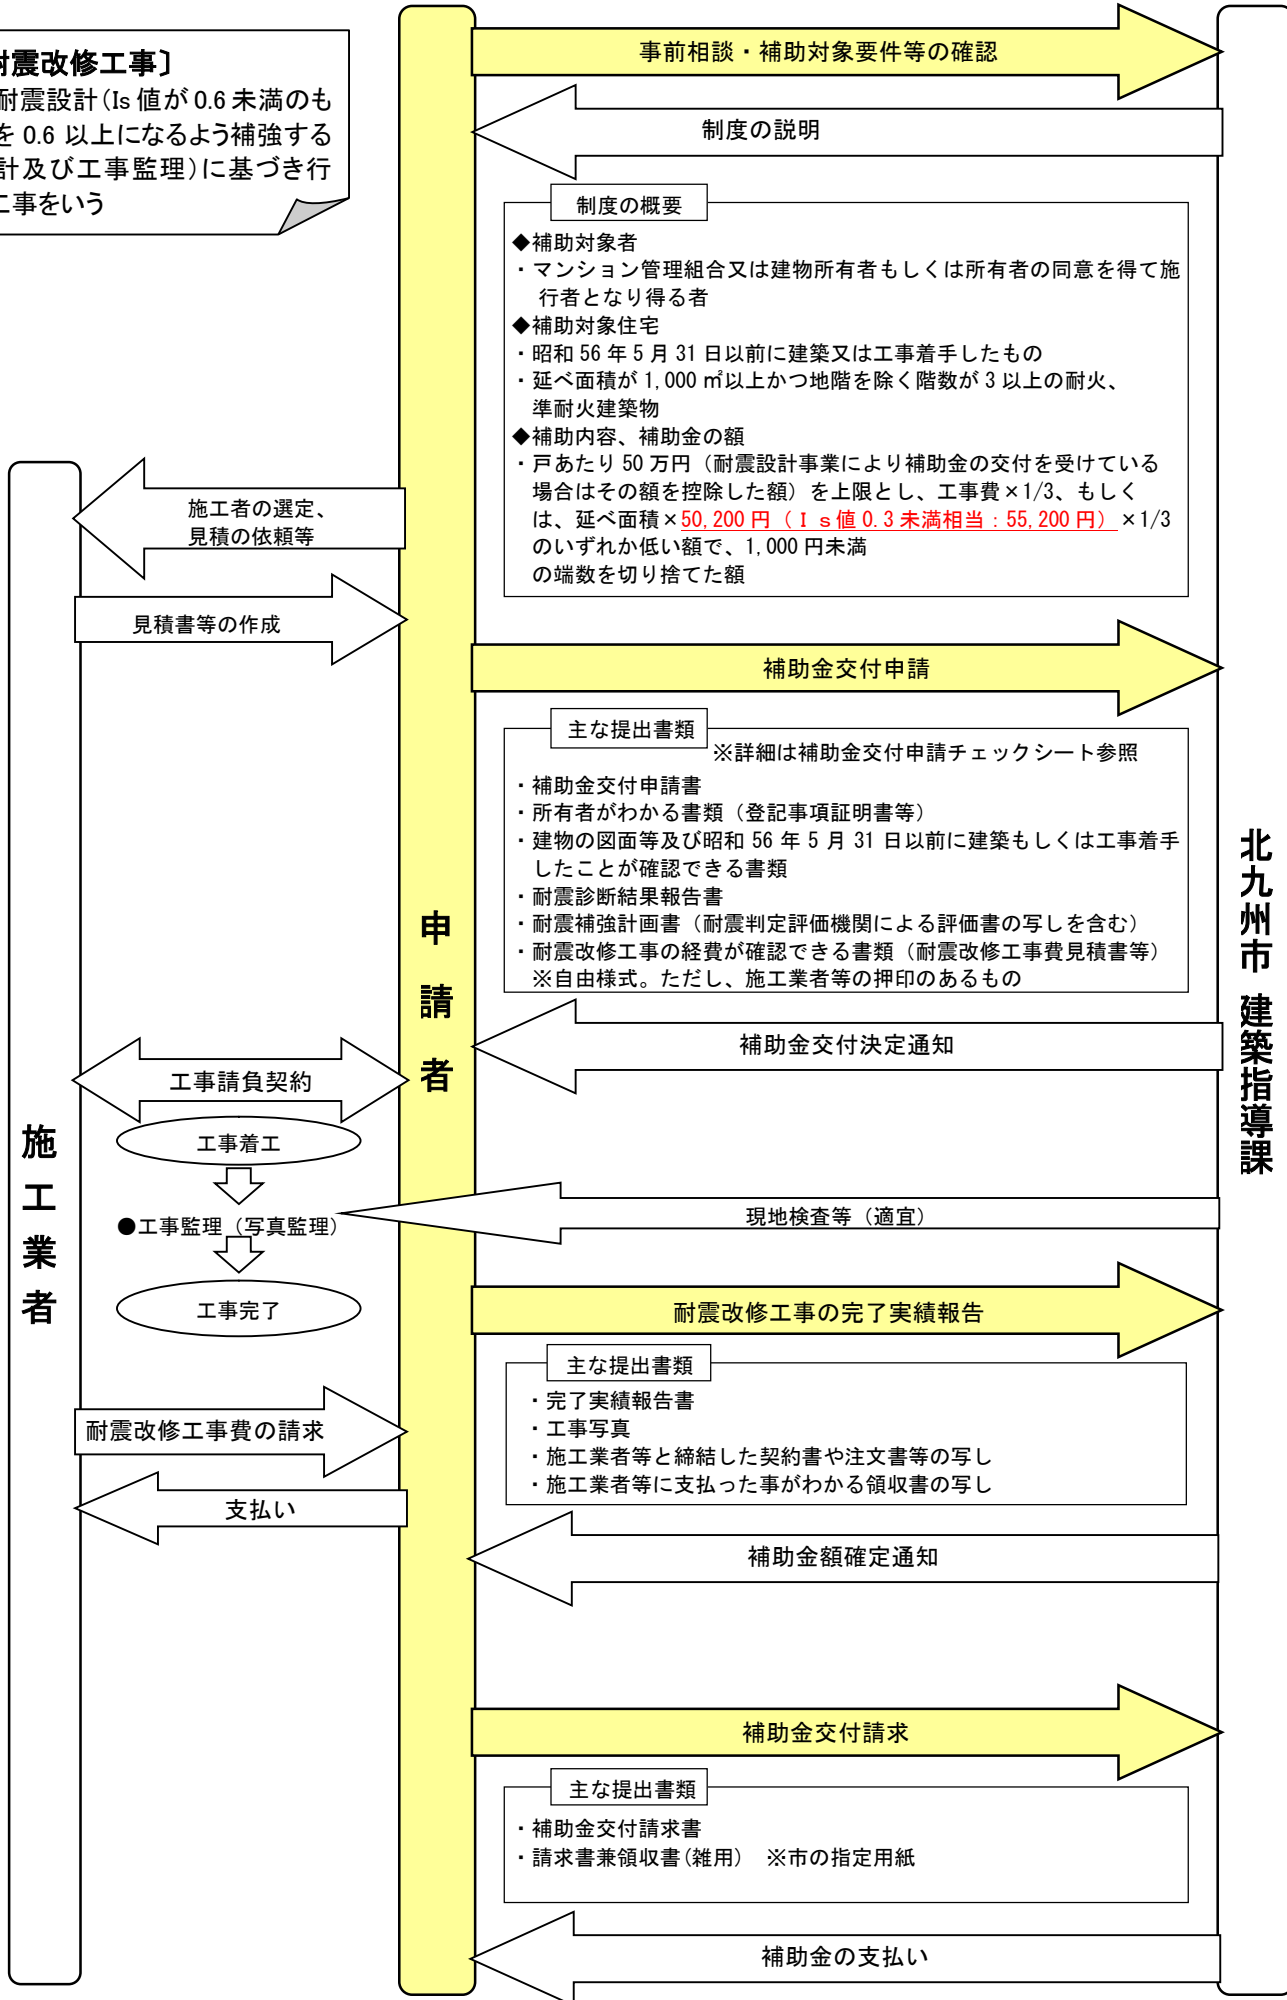 耐震改修工事〕
耐震設計(Is値が0.6未満のも
を0.6以上になるよう補強する
計及び工事監理)に基づき行
工事をいう
事前相談・補助対象要件等の確認
制度の説明
制度の概要
◆補助対象者
・マンション管理組合又は建物所有者もしくは所有者の同意を得て施
行者となり得る者
◆補助対象住宅
・昭和56年5月31日以前に建築又は工事着手したもの
・延べ面積が1,000㎡以上かつ地階を除く階数が3以上の耐火、
準耐火建築物
◆補助内容、補助金の額
・戸あたり50万円（耐震設計事業により補助金の交付を受けている
場合はその額を控除した額）を上限とし、工事費×1/3、もしく
は、延べ面積×50,200円（Ｉｓ値0.3未満相当：55,200円）×1/3
のいずれか低い額で、1,000円未満
の端数を切り捨てた額
施工者の選定、
見積の依頼等
見積書等の作成
補助金交付申請
主な提出書類
※詳細は補助金交付申請チェックシート参照
・補助金交付申請書
・所有者がわかる書類（登記事項証明書等）
・建物の図面等及び昭和56年5月31日以前に建築もしくは工事着手
したことが確認できる書類
・耐震診断結果報告書
・耐震補強計画書（耐震判定評価機関による評価書の写しを含む）
・耐震改修工事の経費が確認できる書類（耐震改修工事費見積書等）
※自由様式。ただし、施工業者等の押印のあるもの
補助金交付決定通知
申請者
北九州市 建築指導課
施工業者
工事請負契約
工事着工
●工事監理（写真監理）
現地検査等（適宜）
工事完了
耐震改修工事の完了実績報告
主な提出書類
・完了実績報告書
・工事写真
・施工業者等と締結した契約書や注文書等の写し
・施工業者等に支払った事がわかる領収書の写し
耐震改修工事費の請求
支払い
補助金額確定通知
補助金交付請求
主な提出書類
・補助金交付請求書
・請求書兼領収書(雑用) ※市の指定用紙
補助金の支払い